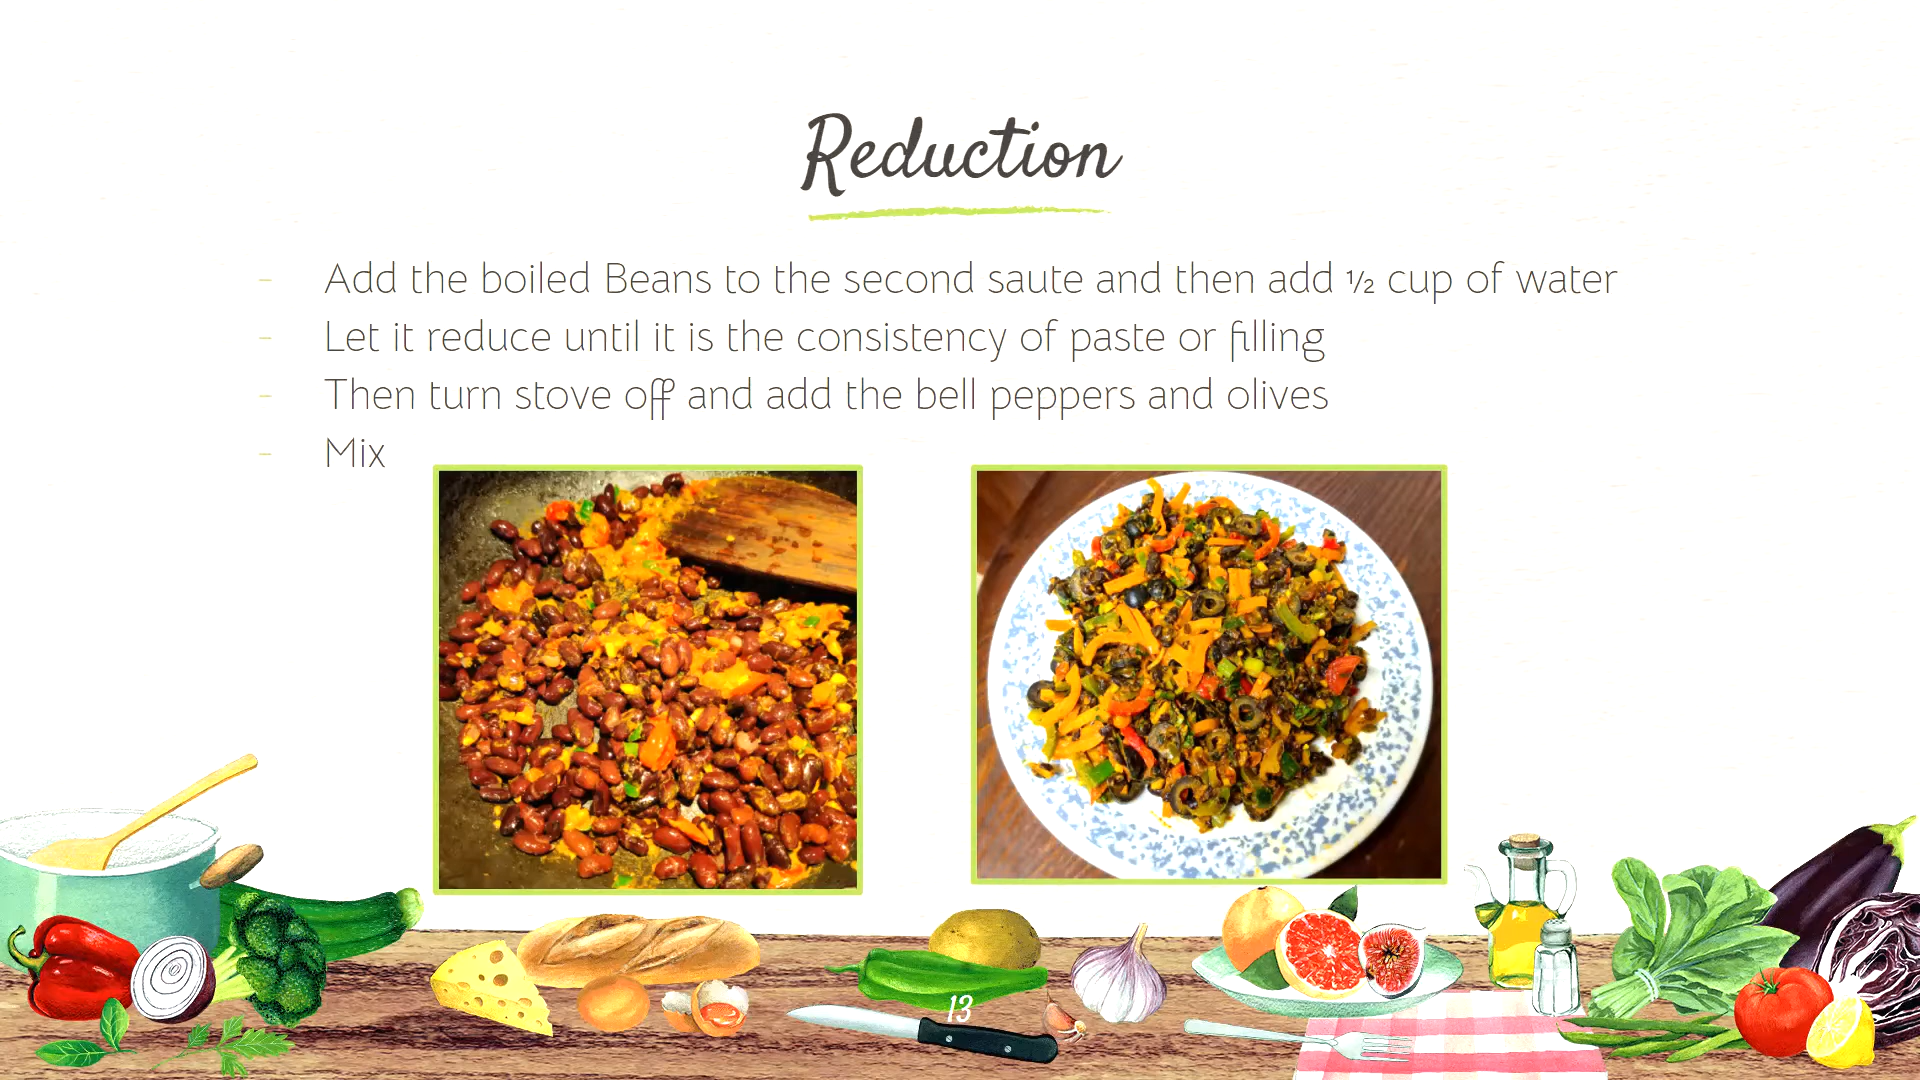 Reduction
- Add the boiled Beans to the second saute and then add ½ cup of water
- Let it reduce until it is the consistency of paste or filling
- Then turn stove off and add the bell peppers and olives
- Mix
13